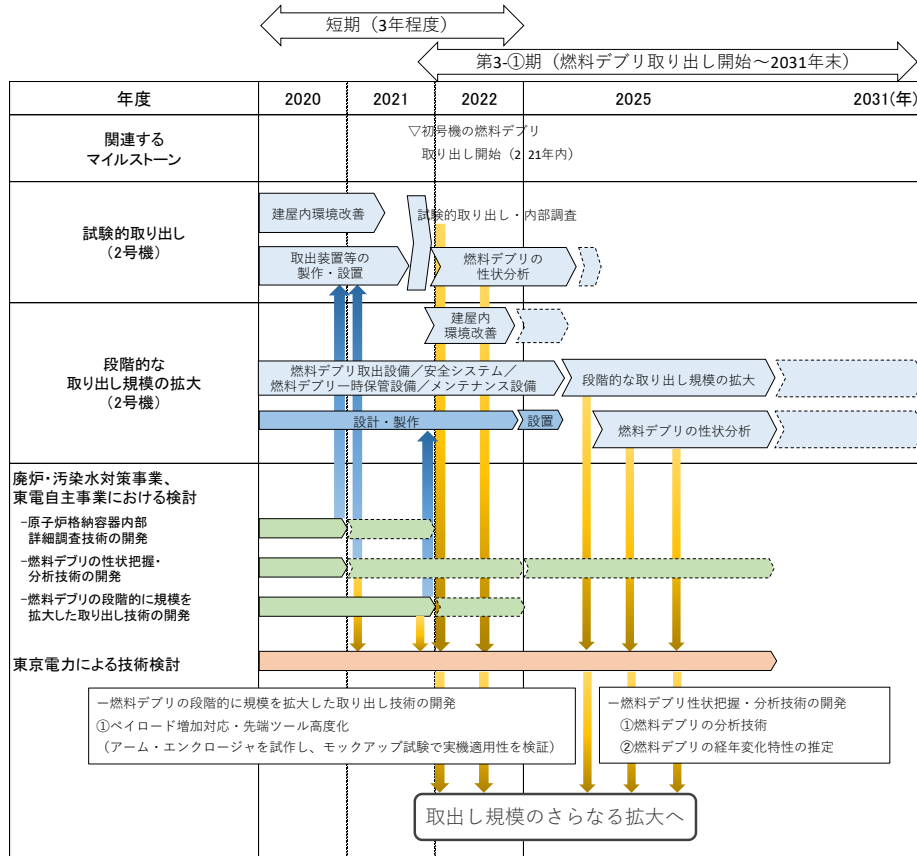 短期（3年程度）
第3-①期（燃料デブリ取り出し開始～2031年末）
年度
2020
2021
2022
2025
2031(年)
関連する
マイルストーン
▽初号機の燃料デブリ
取り出し開始（2 21年内）
試験的取り出し
(2号機)
建屋内環境改善
試験的取り出し・内部調査
取出装置等の
製作・設置
燃料デブリの
性状分析
段階的な
取り出し規模の拡大
(2号機)
建屋内
環境改善
燃料デブリ取出設備／安全システム／
燃料デブリ一時保管設備／メンテナンス設備
段階的な取り出し規模の拡大
設計・製作
設置
燃料デブリの性状分析
廃炉・汚染水対策事業、
東電自主事業における検討
-原子炉格納容器内部
詳細調査技術の開発
-燃料デブリの性状把握・
分析技術の開発
-燃料デブリの段階的に規模を
拡大した取り出し技術の開発
東京電力による技術検討
ー燃料デブリの段階的に規模を拡大した取り出し技術の開発
①ペイロード増加対応・先端ツール高度化
（アーム・エンクロージャを試作し、モックアップ試験で実機適用性を検証）
ー燃料デブリ性状把握・分析技術の開発
①燃料デブリの分析技術
②燃料デブリの経年変化特性の推定
取出し規模のさらなる拡大へ